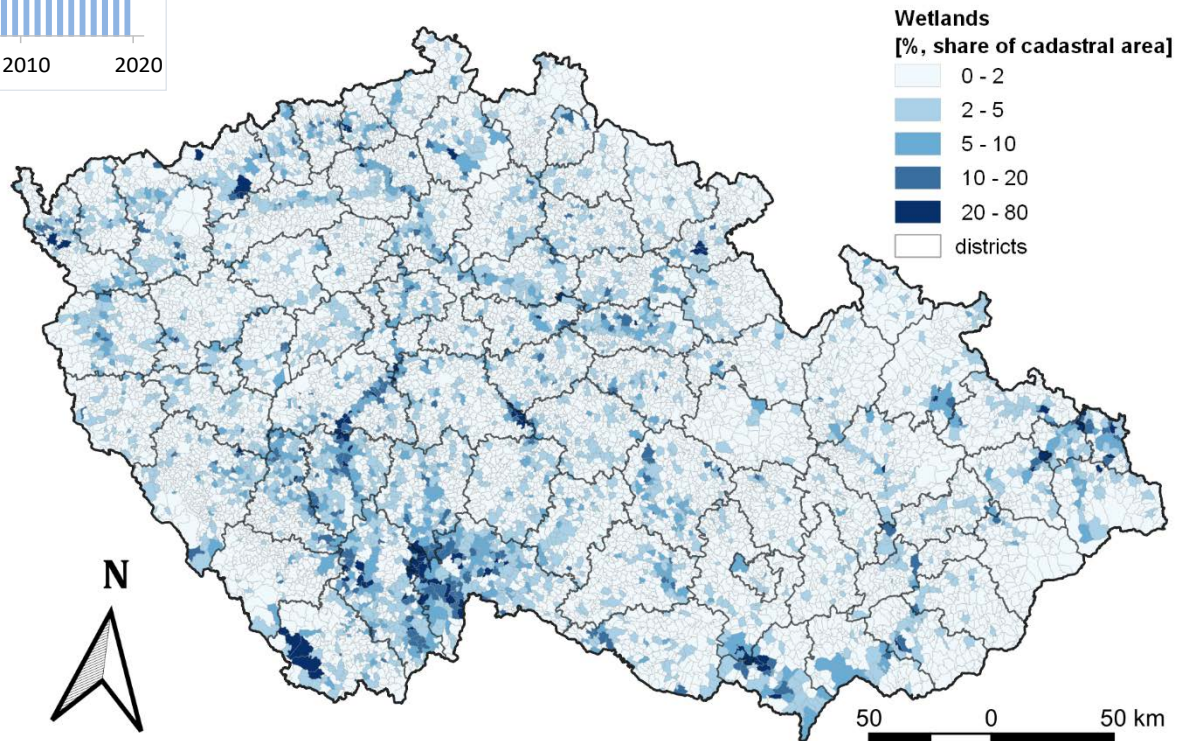 2010 2020
Wetlands
[%, share of cadastral area]
0 - 2
2 - 5
5 - 10
10 - 20
20 - 80
districts
N
50 0 50 km